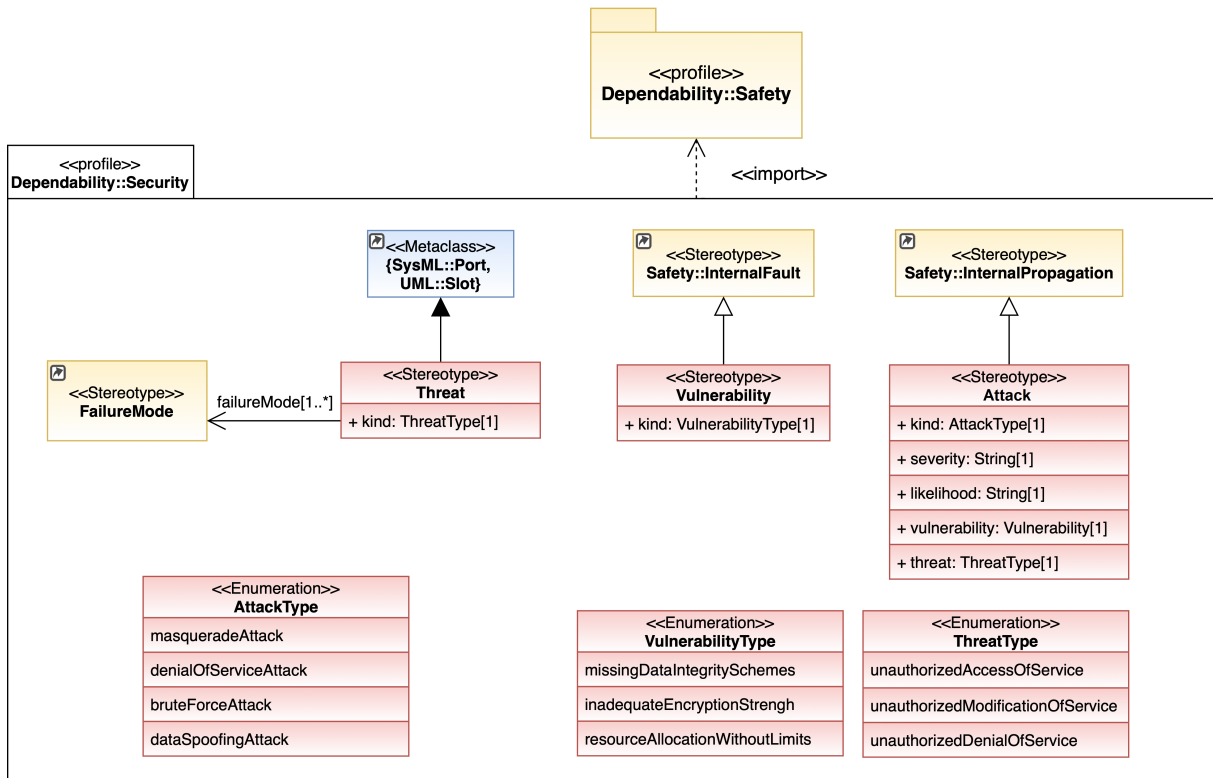 <<profile>>
Dependability::Safety
<<profile>>
Dependability::Security
<<import>>
<<Metaclass>>
{SysML::Port,
UML::Slot}
<<Stereotype>>
Safety::InternalFault
<<Stereotype>>
Safety::InternalPropagation
<<Stereotype>>
FailureMode
failureMode[1..*]
<<Stereotype>>
Threat
+ kind: ThreatType[1]
<<Stereotype>>
Vulnerability
+ kind: VulnerabilityType[1]
<<Stereotype>>
Attack
+ kind: AttackType[1]
+ severity: String[1]
+ likelihood: String[1]
+ vulnerability: Vulnerability[1]
+ threat: ThreatType[1]
<<Enumeration>>
AttackType
masqueradeAttack
denialOfServiceAttack
bruteForceAttack
dataSpoofingAttack
<<Enumeration>>
VulnerabilityType
missingDataIntegritySchemes
inadequateEncryptionStrengh
resourceAllocationWithoutLimits
<<Enumeration>>
ThreatType
unauthorizedAccessOfService
unauthorizedModificationOfService
unauthorizedDenialOfService